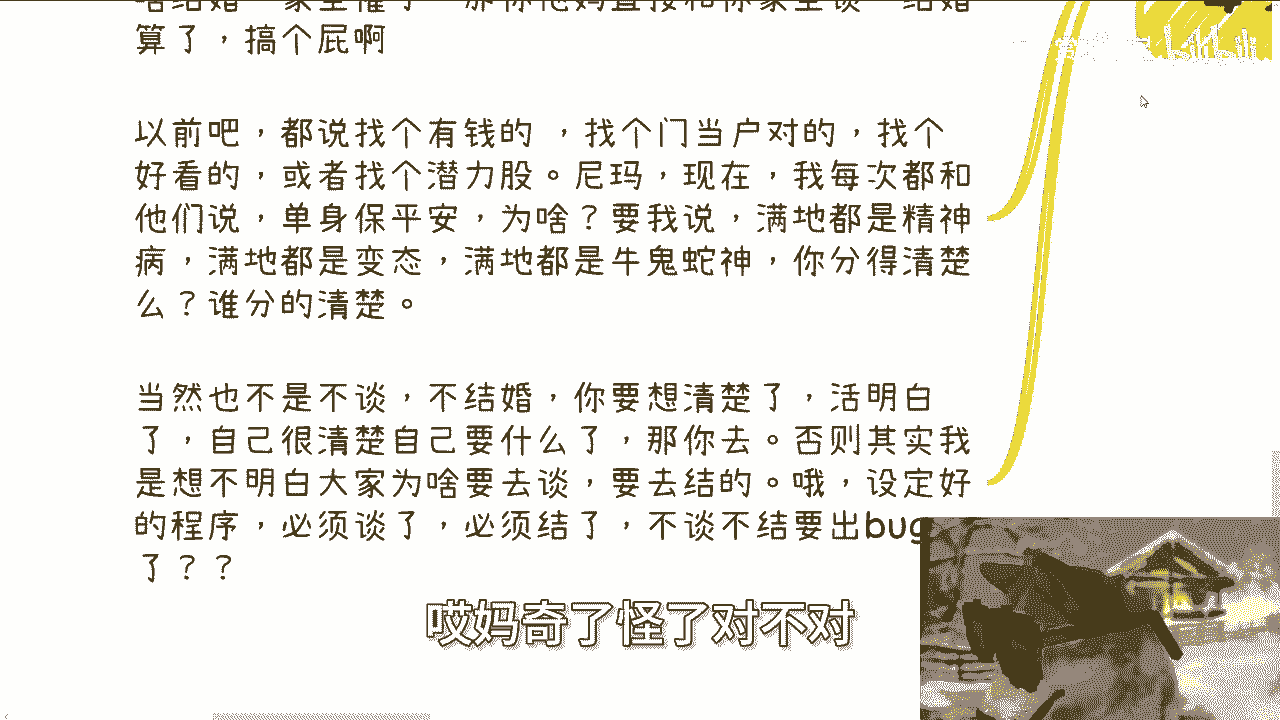 算了，搞个屁啊
以前吧，都说找个有钱的 ，找个门当户对的，找个
好看的，或者找个潜力股。尼玛，现在，我每次都和
他们说，单身保平安，为啥？要我说，满地都是精神
病，满地都是变态，满地都是牛鬼蛇神，你分得清楚
么？谁分的清楚。
当然也不是不谈，不结婚，你要想清楚了，活明白
了，自己很清楚自己要什么了，那你去。否则其实我
是想不明白大家为啥要去谈，要去结的。哦，设定好
的程序，必须谈了，必须结了，不谈不结要出bug
了？？
哎妈奇了怪了对不对
bilibili